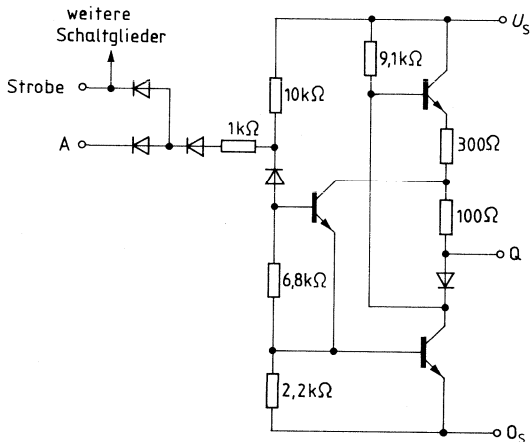 weitere
Schaltglieder
Strobe
A
1kΩ
10kΩ
9,1kΩ
U_S
300Ω
100Ω
Q
6,8kΩ
2,2kΩ
0_S